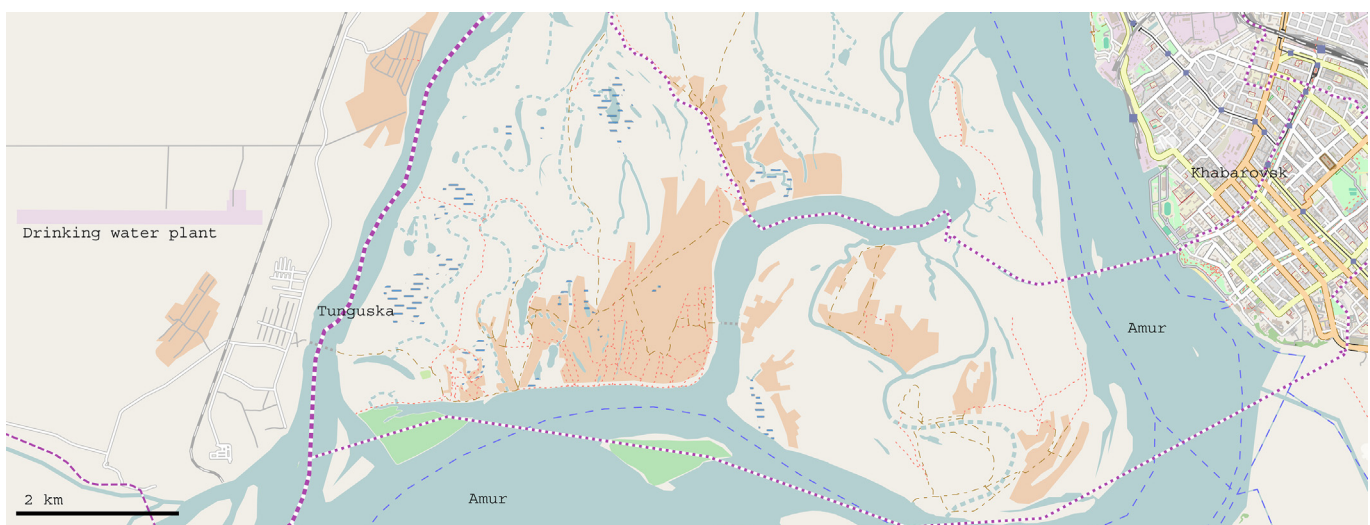 Khabarovsk
Drinking water plant
Tunguska
Amur
2 km
Amur